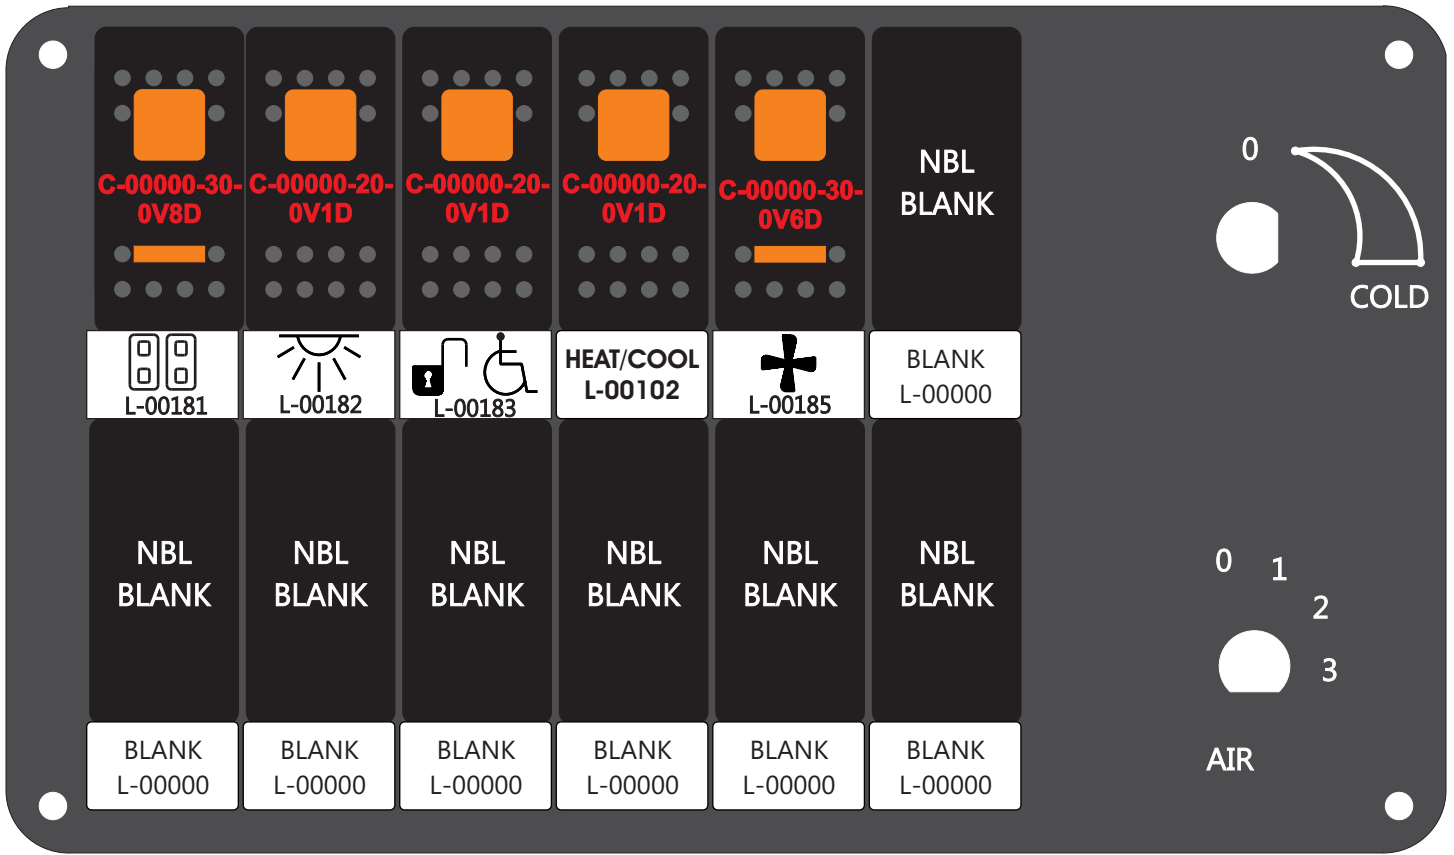 C-00000-30-
0V8D
C-00000-20-
0V1D
C-00000-20-
0V1D
C-00000-20-
0V1D
C-00000-30-
0V6D
NBL
BLANK
0
COLD
L-00181
L-00182
L-00183
HEAT/COOL
L-00102
L-00185
BLANK
L-00000
NBL
BLANK
NBL
BLANK
NBL
BLANK
NBL
BLANK
NBL
BLANK
NBL
BLANK
0
1
2
3
AIR
BLANK
L-00000
BLANK
L-00000
BLANK
L-00000
BLANK
L-00000
BLANK
L-00000
BLANK
L-00000